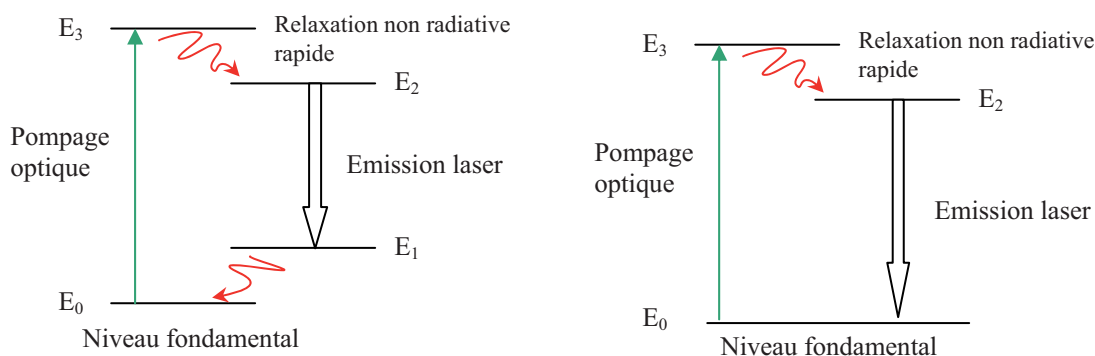 E₃
Relaxation non radiative
rapide
E₂
Pompage
optique
Emission laser
E₁
E₀
Niveau fondamental
E₃
Relaxation non radiative
rapide
E₂
Pompage
optique
Emission laser
E₀
Niveau fondamental